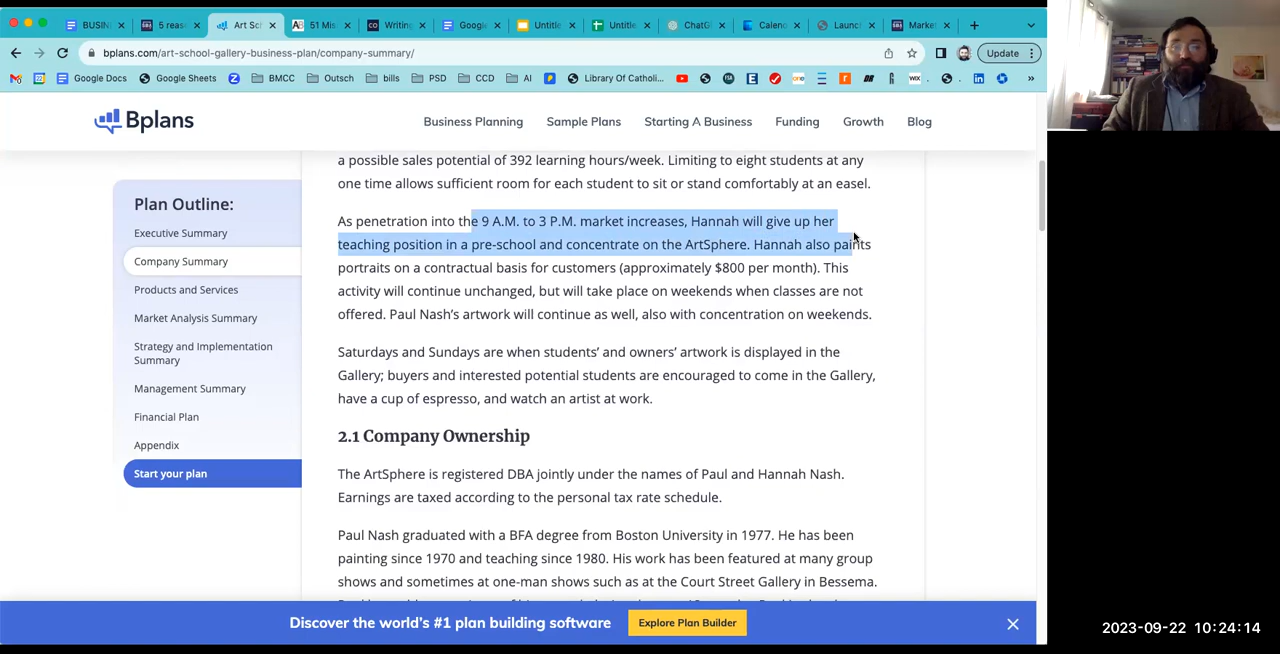 BUSIN
5 reas
Art Sc
51 Mis
Writing
Google
Untitle
Untitle
ChatG
Calen
Launc
Market
bplans.com/art-school-gallery-business-plan/company-summary/
Update
Google Docs
Google Sheets
BMCC
Outsch
bills
PSD
CCD
AI
Library Of Catholi...
one
WIX
»
Bplans
Business Planning
Sample Plans
Starting A Business
Funding
Growth
Blog
Plan Outline:
Executive Summary
Company Summary
Products and Services
Market Analysis Summary
Strategy and Implementation
Summary
Management Summary
Financial Plan
Appendix
Start your plan
a possible sales potential of 392 learning hours/week. Limiting to eight students at any
one time allows sufficient room for each student to sit or stand comfortably at an easel.
As penetration into the 9 A.M. to 3 P.M. market increases, Hannah will give up her
teaching position in a pre-school and concentrate on the ArtSphere. Hannah also paints
portraits on a contractual basis for customers (approximately $800 per month). This
activity will continue unchanged, but will take place on weekends when classes are not
offered. Paul Nash’s artwork will continue as well, also with concentration on weekends.
Saturdays and Sundays are when students’ and owners’ artwork is displayed in the
Gallery; buyers and interested potential students are encouraged to come in the Gallery,
have a cup of espresso, and watch an artist at work.
2.1 Company Ownership
The ArtSphere is registered DBA jointly under the names of Paul and Hannah Nash.
Earnings are taxed according to the personal tax rate schedule.
Paul Nash graduated with a BFA degree from Boston University in 1977. He has been
painting since 1970 and teaching since 1980. His work has been featured at many group
shows and sometimes at one-man shows such as at the Court Street Gallery in Bessema.
Discover the world’s #1 plan building software
Explore Plan Builder
2023-09-22 10:24:14